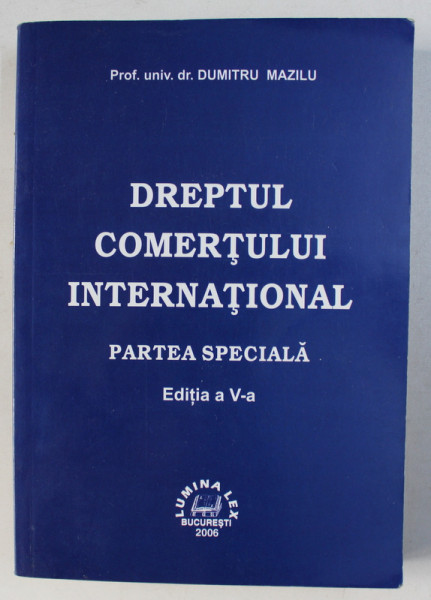 Prof. univ. dr. DUMITRU MAZILU
DREPTUL
COMERŢULUI
INTERNAŢIONAL
PARTEA SPECIALĂ
Ediţia a V-a
LUMINA LEX
BUCUREŞTI
2006